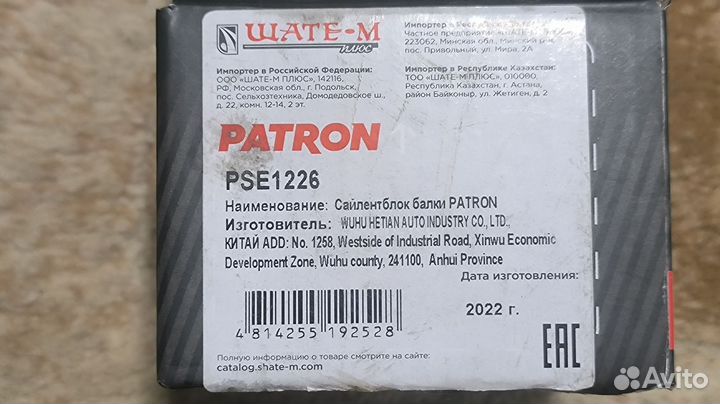 ШАТЕ-М
плюс
Импортер в Российской Федерации:
ООО «ШАТЕ-М ПЛЮС», 142116,
РФ, Московская обл., г. Подольск,
пос. Сельхозтехника, Домодедовское ш.,
д. 22, комн. 12-14, 2 эт.
Импортер в Республике
Частное предприятие «ШАТЕ-М
223062, Минская обл., Минский р-н,
пос. Привольный, ул. Мира, 2А
Импортер в Республике Казахстан:
ТОО «ШАТЕ-М ПЛЮС», 010000,
Республика Казахстан, г. Астана,
район Байконыр, ул. Жетиген, д. 2
PATRON
PSE1226
Наименование: Сайлентблок балки PATRON
Изготовитель: WUHU HETIAN AUTO INDUSTRY CO., LTD.,
КИТАЙ ADD: No. 1258, Westside of Industrial Road, Xinwu Economic
Development Zone, Wuhu county, 241100, Anhui Province
Дата изготовления:
2022 г.
4 814255 192528
EAC
Полную информацию о товаре смотрите на сайте:
catalog.shate-m.com
Avito